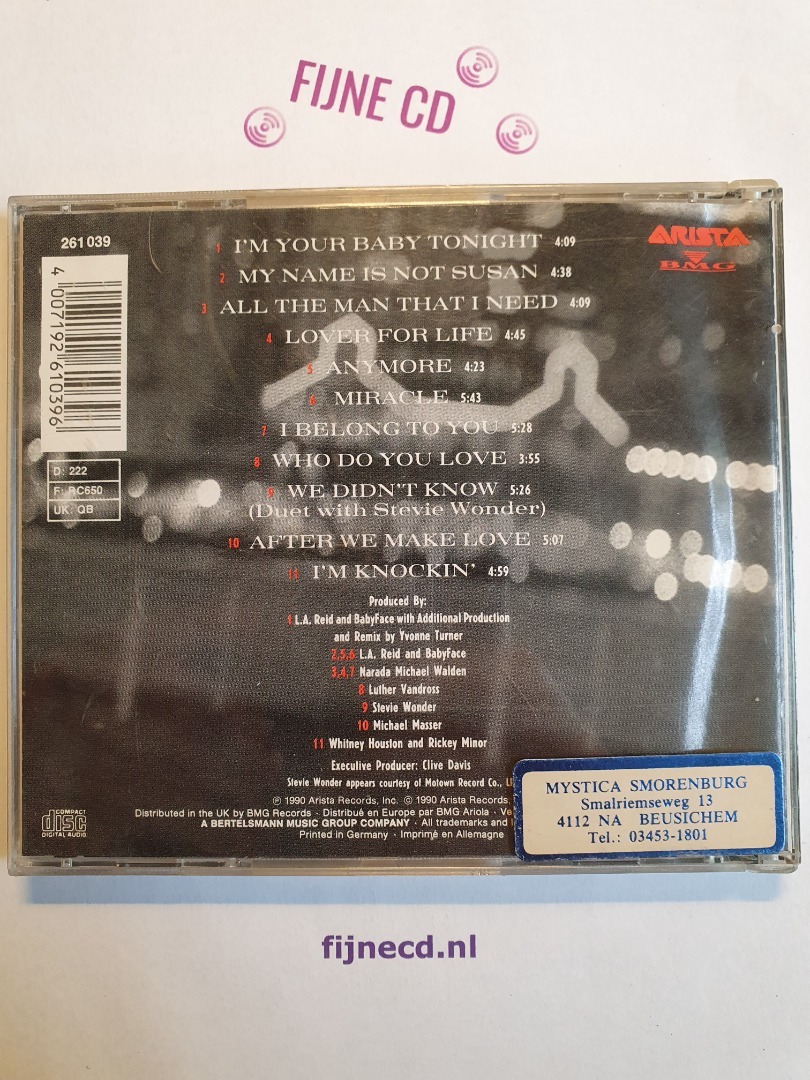 FIJNE CD
261 039
4 007192 610396
D: 222
F: RC650
UK: QB
ARISTA
BMG
1 I'M YOUR BABY TONIGHT 4:09
2 MY NAME IS NOT SUSAN 4:38
3 ALL THE MAN THAT I NEED 4:09
4 LOVER FOR LIFE 4:45
5 ANYMORE 4:23
6 MIRACLE 5:43
7 I BELONG TO YOU 5:28
8 WHO DO YOU LOVE 3:55
9 WE DIDN'T KNOW 5:26
(Duet with Stevie Wonder)
10 AFTER WE MAKE LOVE 5:07
11 I'M KNOCKIN' 4:59
Produced By:
1 L.A. Reid and BabyFace with Additional Production
and Remix by Yvonne Turner
2,5,6 L.A. Reid and BabyFace
3,4,7 Narada Michael Walden
8 Luther Vandross
9 Stevie Wonder
10 Michael Masser
11 Whitney Houston and Rickey Minor
Executive Producer: Clive Davis
Stevie Wonder appears courtesy of Motown Record Co.,
℗ 1990 Arista Records, Inc. © 1990 Arista Records,
Distributed in the UK by BMG Records · Distribué en Europe par BMG Ariola ·
A BERTELSMANN MUSIC GROUP COMPANY · All trademarks and
Printed in Germany · Imprimé en Allemagne
COMPACT
disc
DIGITAL AUDIO
MYSTICA SMORENBURG
Smalriemseweg 13
4112 NA BEUSICHEM
Tel.: 03453-1801
fijnecd.nl